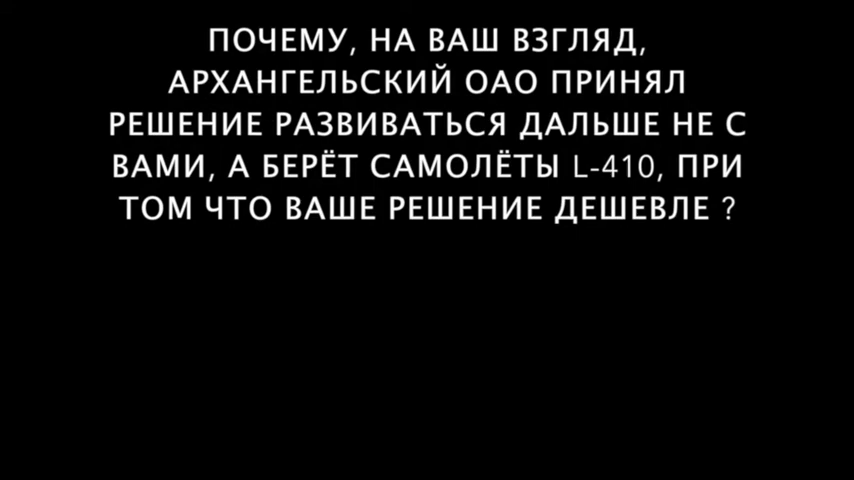 ПОЧЕМУ, НА ВАШ ВЗГЛЯД,
АРХАНГЕЛЬСКИЙ ОАО ПРИНЯЛ
РЕШЕНИЕ РАЗВИВАТЬСЯ ДАЛЬШЕ НЕ С
ВАМИ, А БЕРЁТ САМОЛЁТЫ L-410, ПРИ
ТОМ ЧТО ВАШЕ РЕШЕНИЕ ДЕШЕВЛЕ ?